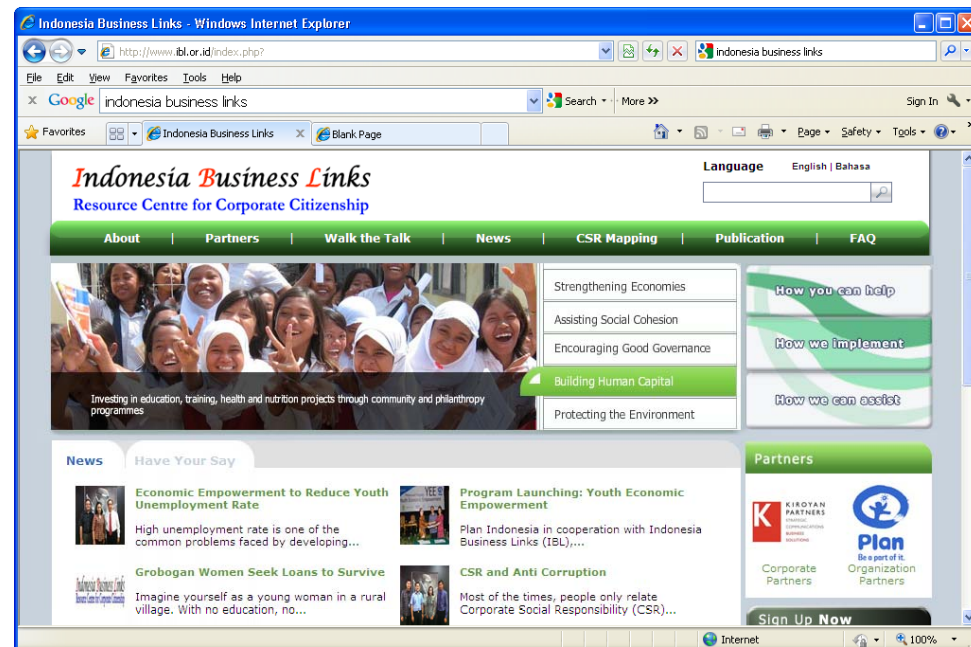 Indonesia Business Links - Windows Internet Explorer
http://www.ibl.or.id/index.php?
indonesia business links
File Edit View Favorites Tools Help
x Google indonesia business links Search More >> Sign In
Favorites Indonesia Business Links x Blank Page Page Safety Tools
Indonesia Business Links
Resource Centre for Corporate Citizenship
Language English | Bahasa
About | Partners | Walk the Talk | News | CSR Mapping | Publication | FAQ
Investing in education, training, health and nutrition projects through community and philanthropy
programmes
Strengthening Economies
Assisting Social Cohesion
Encouraging Good Governance
Building Human Capital
Protecting the Environment
How you can help
How we implement
How we can assist
News Have Your Say
Economic Empowerment to Reduce Youth
Unemployment Rate
High unemployment rate is one of the
common problems faced by developing...
Program Launching: Youth Economic
Empowerment
Plan Indonesia in cooperation with Indonesia
Business Links (IBL),...
Grobogan Women Seek Loans to Survive
Imagine yourself as a young woman in a rural
village. With no education, no...
CSR and Anti Corruption
Most of the times, people only relate
Corporate Social Responsibility (CSR)...
Partners
KIROYAN
PARTNERS
STRATEGIC
COMMUNICATIONS
BUSINESS
SOLUTIONS
Corporate
Partners
Plan
Be a part of it.
Organization
Partners
Sign Up Now
Internet 100%